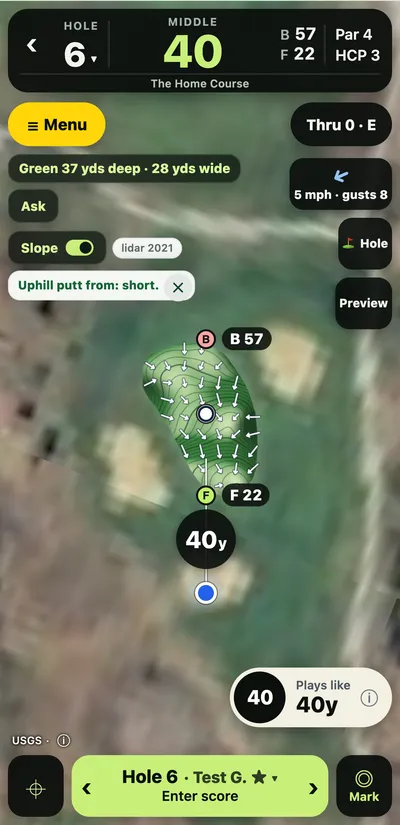 HOLE
6 ▾
MIDDLE
40
B 57
F 22
Par 4
HCP 3
The Home Course
≡ Menu
Thru 0 · E
Green 37 yds deep · 28 yds wide
5 mph · gusts 8
Ask
Slope
lidar 2021
Hole
Uphill putt from: short. ✕
Preview
B
B 57
F
F 22
40y
40
Plays like
40y
USGS ·
Hole 6 · Test G. ★ ▾
Enter score
Mark